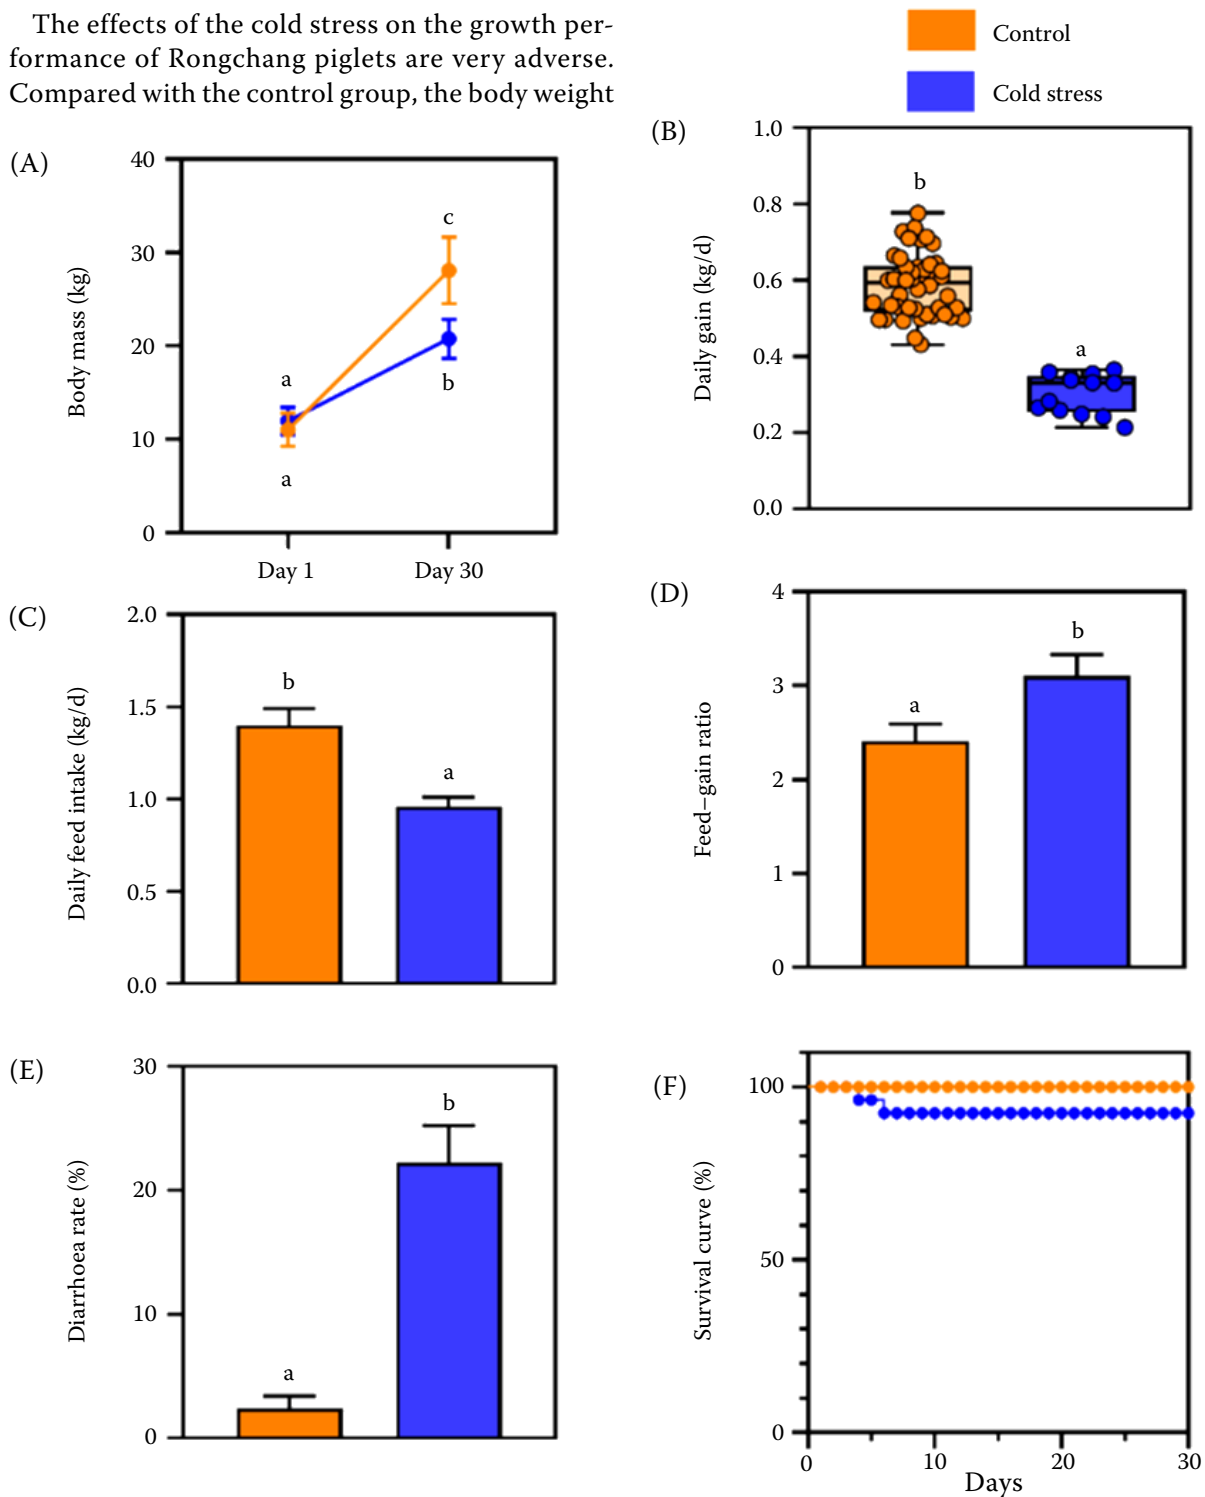 The effects of the cold stress on the growth per-
formance of Rongchang piglets are very adverse.
Compared with the control group, the body weight
Control
Cold stress
(A)
40
30
20
10
0
Body mass (kg)
a
a
c
b
Day 1
Day 30
(B)
1.0
0.8
0.6
0.4
0.2
0.0
Daily gain (kg/d)
b
a
(C)
2.0
1.5
1.0
0.5
0.0
Daily feed intake (kg/d)
b
a
(D)
4
3
2
1
0
Feed–gain ratio
a
b
(E)
30
20
10
0
Diarrhoea rate (%)
a
b
(F)
100
50
0
Survival curve (%)
0
10
20
30
Days